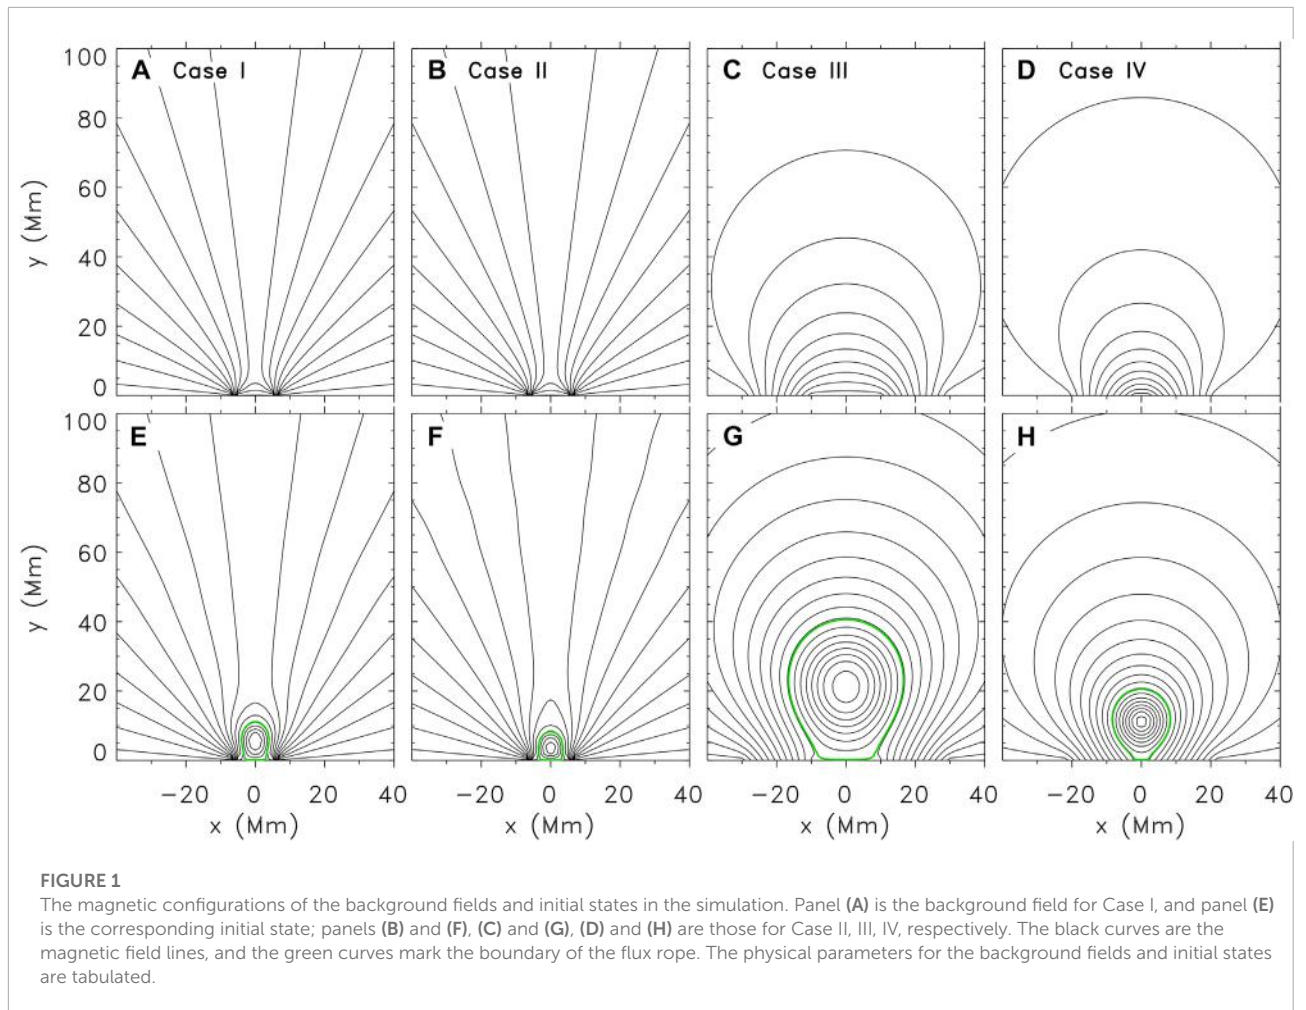 A Case I
B Case II
C Case III
D Case IV
100
80
60
40
20
0
y (Mm)
E
F
G
H
100
80
60
40
20
0
y (Mm)
−20 0 20 40
−20 0 20 40
−20 0 20 40
−20 0 20 40
x (Mm)
x (Mm)
x (Mm)
x (Mm)
FIGURE 1
The magnetic configurations of the background fields and initial states in the simulation. Panel (A) is the background field for Case I, and panel (E)
is the corresponding initial state; panels (B) and (F), (C) and (G), (D) and (H) are those for Case II, III, IV, respectively. The black curves are the
magnetic field lines, and the green curves mark the boundary of the flux rope. The physical parameters for the background fields and initial states
are tabulated.